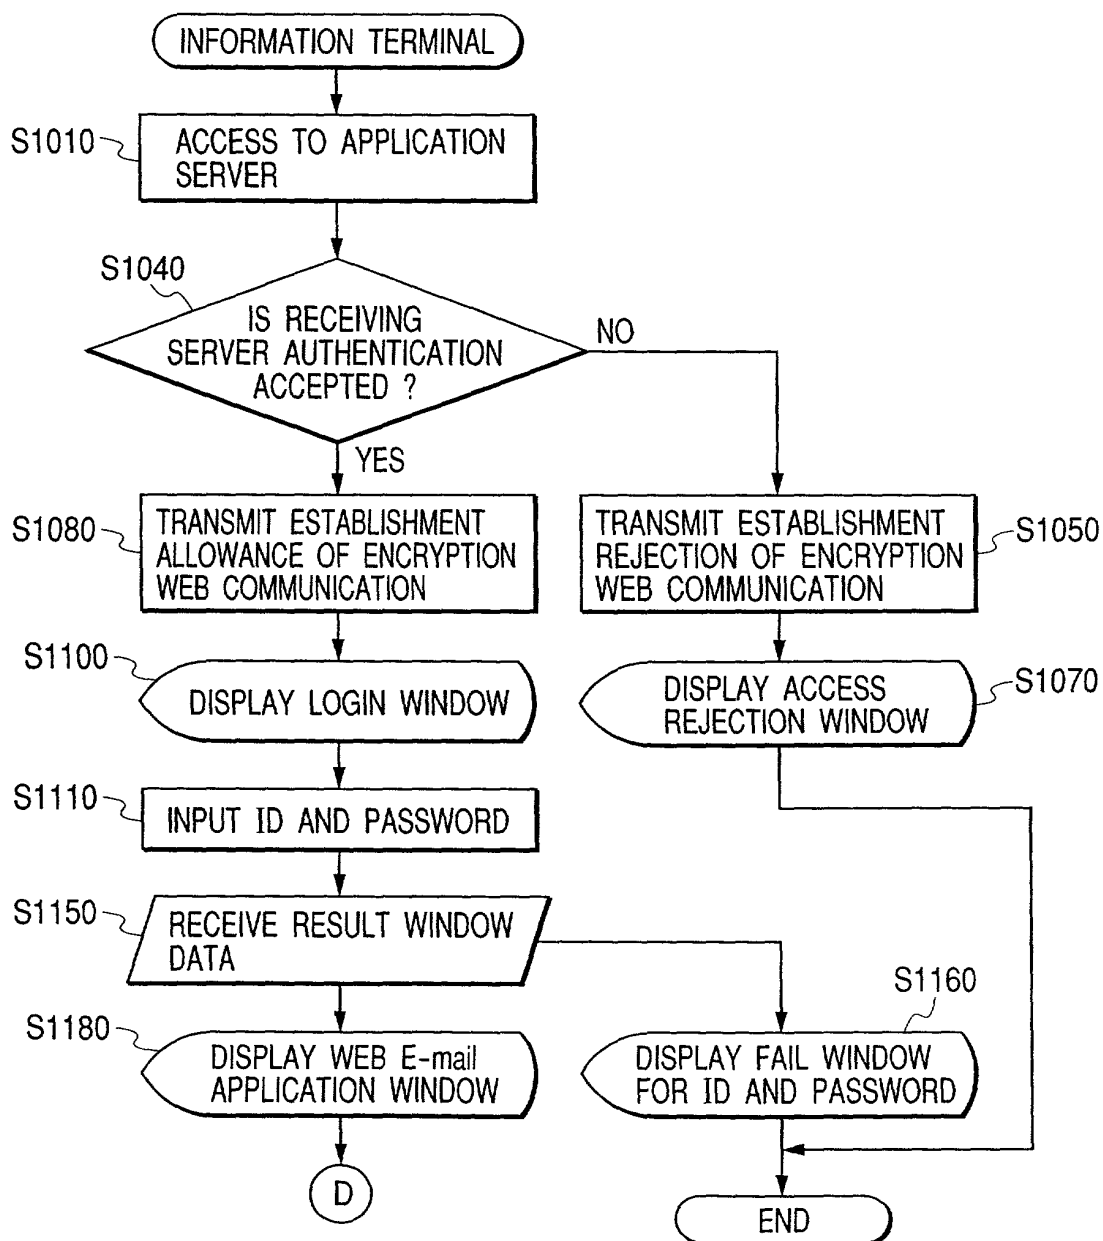 INFORMATION TERMINAL
S1010
ACCESS TO APPLICATION
SERVER
S1040
IS RECEIVING
SERVER AUTHENTICATION
ACCEPTED ?
NO
YES
S1080
TRANSMIT ESTABLISHMENT
ALLOWANCE OF ENCRYPTION
WEB COMMUNICATION
TRANSMIT ESTABLISHMENT
REJECTION OF ENCRYPTION
WEB COMMUNICATION
S1050
S1100
DISPLAY LOGIN WINDOW
DISPLAY ACCESS
REJECTION WINDOW
S1070
S1110
INPUT ID AND PASSWORD
S1150
RECEIVE RESULT WINDOW
DATA
S1160
S1180
DISPLAY WEB E-mail
APPLICATION WINDOW
DISPLAY FAIL WINDOW
FOR ID AND PASSWORD
D
END